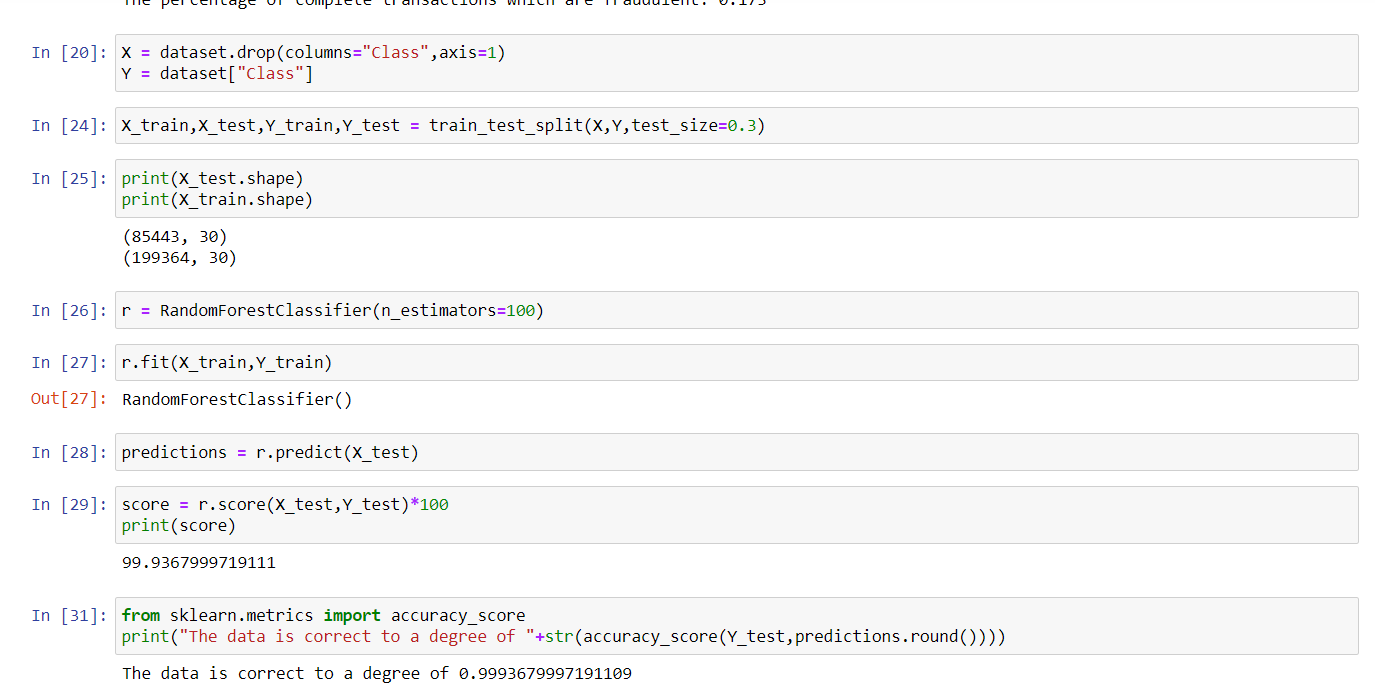 The percentage of complete transactions which are fraudulent: 0.173
In [20]: X = dataset.drop(columns="Class",axis=1)
Y = dataset["Class"]
In [24]: X_train,X_test,Y_train,Y_test = train_test_split(X,Y,test_size=0.3)
In [25]: print(X_test.shape)
print(X_train.shape)
(85443, 30)
(199364, 30)
In [26]: r = RandomForestClassifier(n_estimators=100)
In [27]: r.fit(X_train,Y_train)
Out[27]: RandomForestClassifier()
In [28]: predictions = r.predict(X_test)
In [29]: score = r.score(X_test,Y_test)*100
print(score)
99.9367999719111
In [31]: from sklearn.metrics import accuracy_score
print("The data is correct to a degree of "+str(accuracy_score(Y_test,predictions.round())))
The data is correct to a degree of 0.9993679997191109